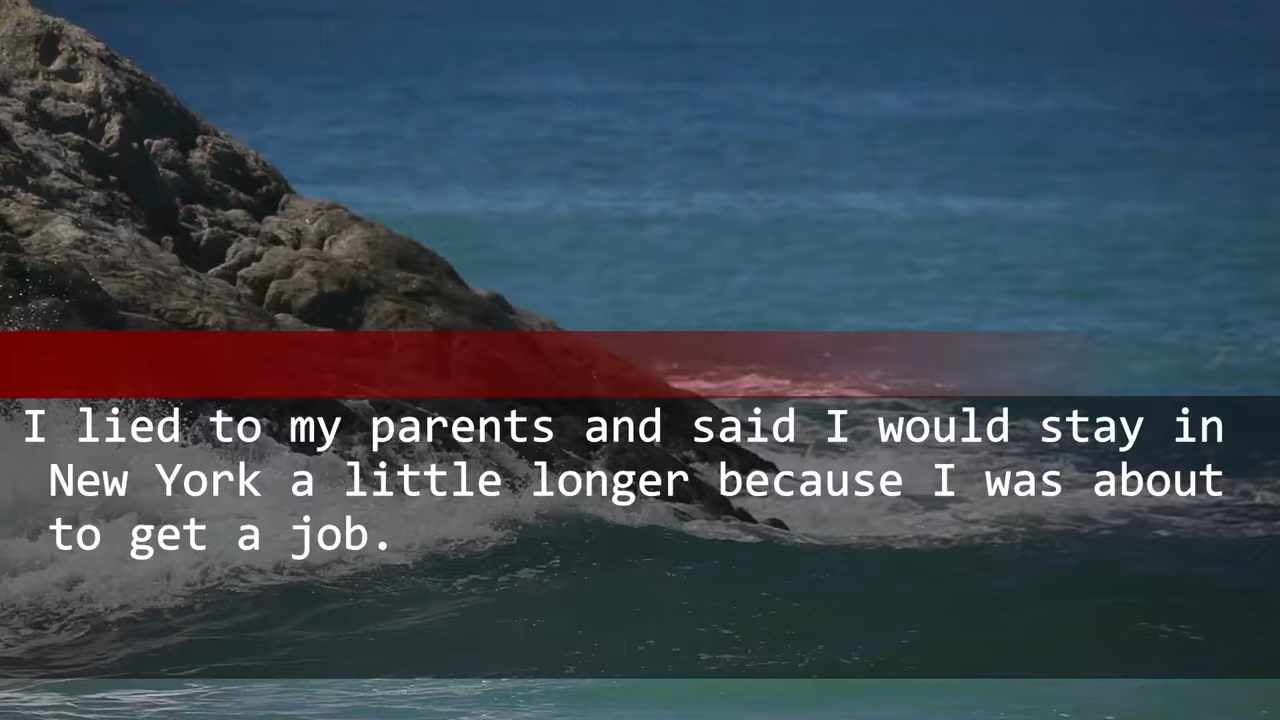 I lied to my parents and said I would stay in
New York a little longer because I was about
to get a job.